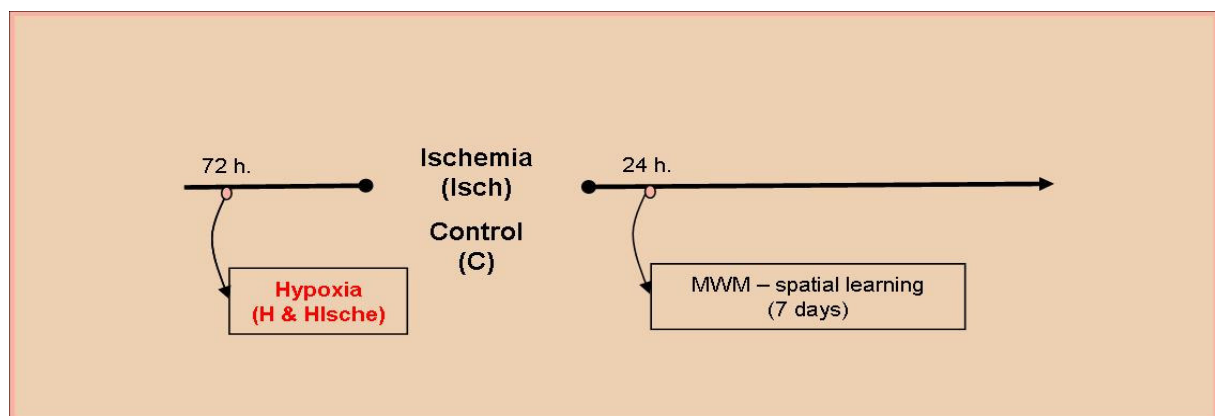 72 h.
Ischemia
(Isch)
24 h.
Control
(C)
Hypoxia
(H & HIsche)
MWM – spatial learning
(7 days)